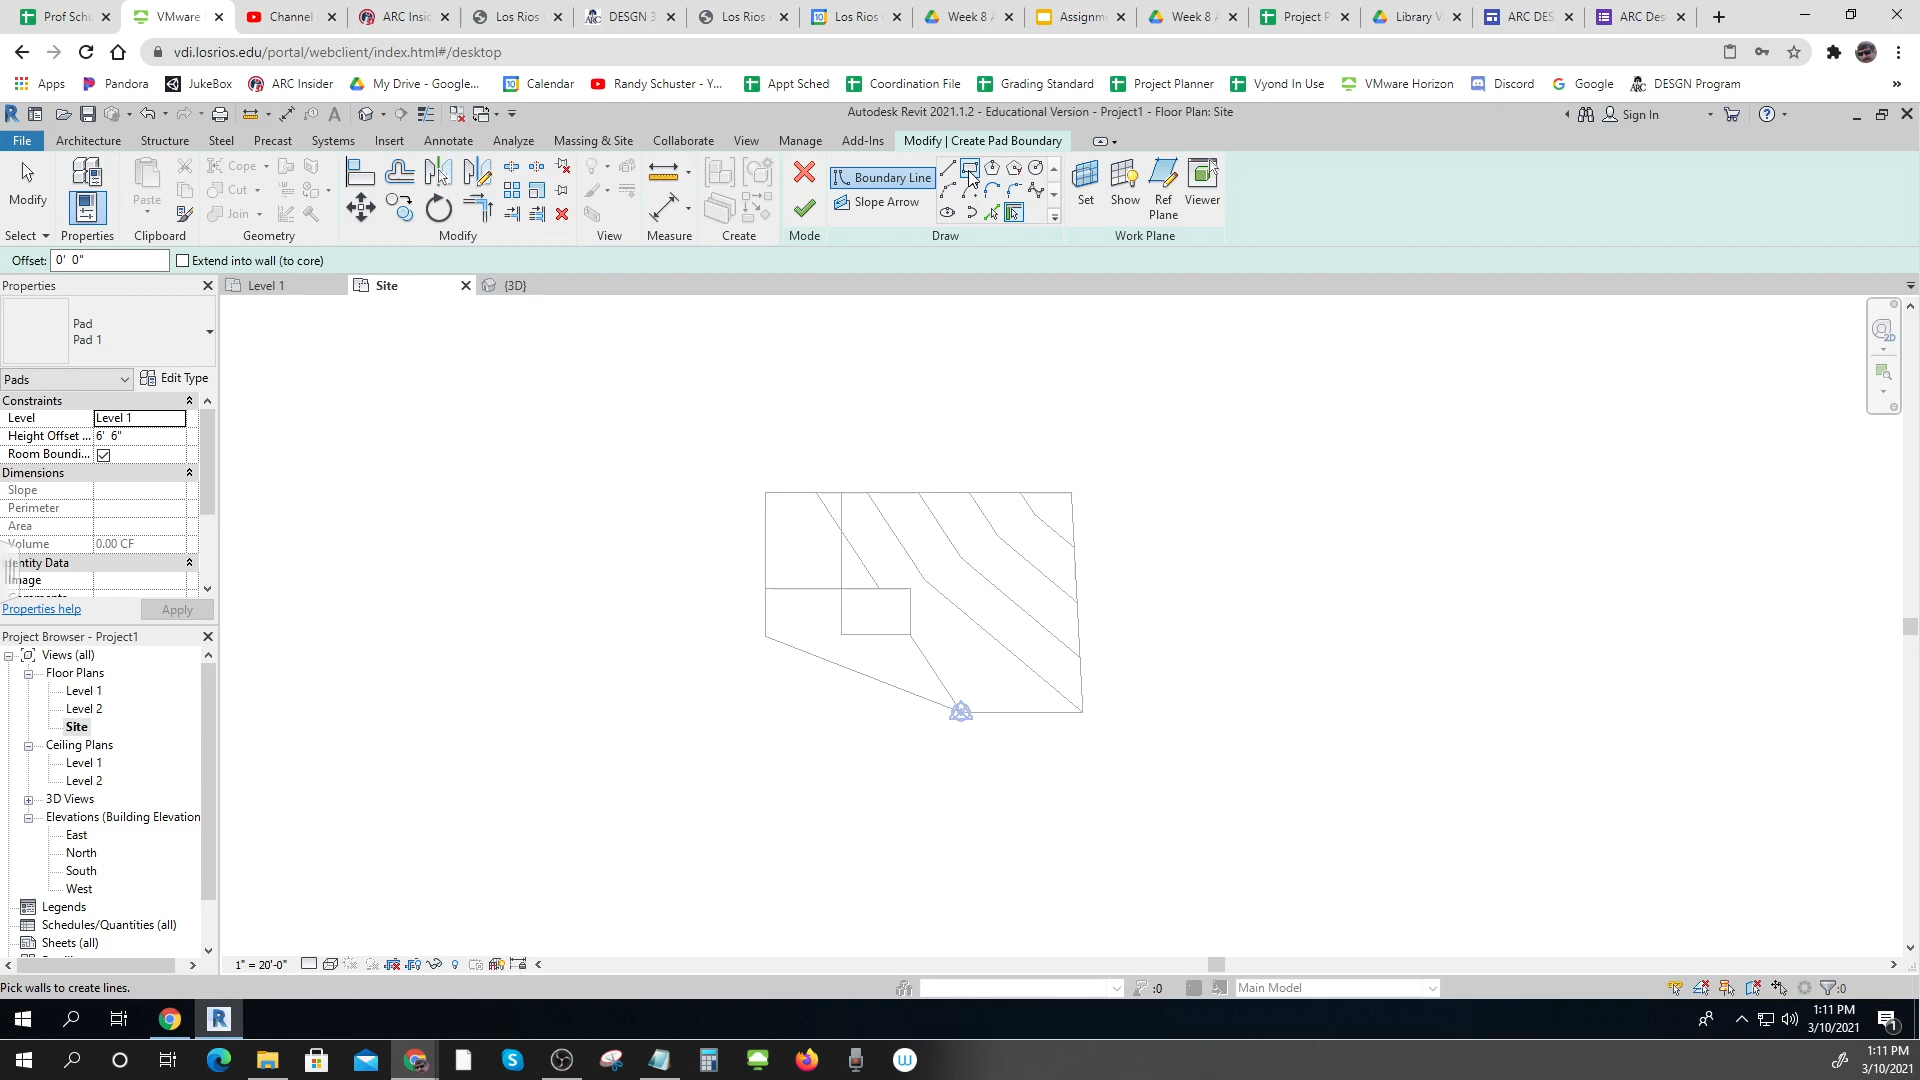 Prof Schu
VMware
Channel c
ARC Insid
Los Rios
DESGN 3
Los Rios
Los Rios
Week 8 A
Assignme
Week 8 A
Project P
Library V
ARC DES
ARC Des
vdi.losrios.edu/portal/webclient/index.html#/desktop
Apps
Pandora
JukeBox
ARC Insider
My Drive - Google...
Calendar
Randy Schuster - Y...
Appt Sched
Coordination File
Grading Standard
Project Planner
Vyond In Use
VMware Horizon
Discord
Google
DESGN Program
»
Autodesk Revit 2021.1.2 - Educational Version - Project1 - Floor Plan: Site
Sign In
File
Architecture
Structure
Steel
Precast
Systems
Insert
Annotate
Analyze
Massing & Site
Collaborate
View
Manage
Add-Ins
Modify | Create Pad Boundary
Modify
Paste
Cope
Cut
Join
Boundary Line
Slope Arrow
Set
Show
Ref
Plane
Viewer
Select
Properties
Clipboard
Geometry
Modify
View
Measure
Create
Mode
Draw
Work Plane
Offset: 0' 0"
Extend into wall (to core)
Properties
Level 1
Site
{3D}
Pad
Pad 1
Pads
Edit Type
Constraints
Level Level 1
Height Offset ... 6' 6"
Room Boundi...
Dimensions
Slope
Perimeter
Area
Volume 0.00 CF
entity Data
Image
Properties help
Apply
Project Browser - Project1
Views (all)
Floor Plans
Level 1
Level 2
Site
Ceiling Plans
Level 1
Level 2
3D Views
Elevations (Building Elevation
East
North
South
West
Legends
Schedules/Quantities (all)
Sheets (all)
2D
1" = 20'-0"
Pick walls to create lines.
:0
Main Model
:0
1:11 PM
3/10/2021
1
1:11 PM
3/10/2021